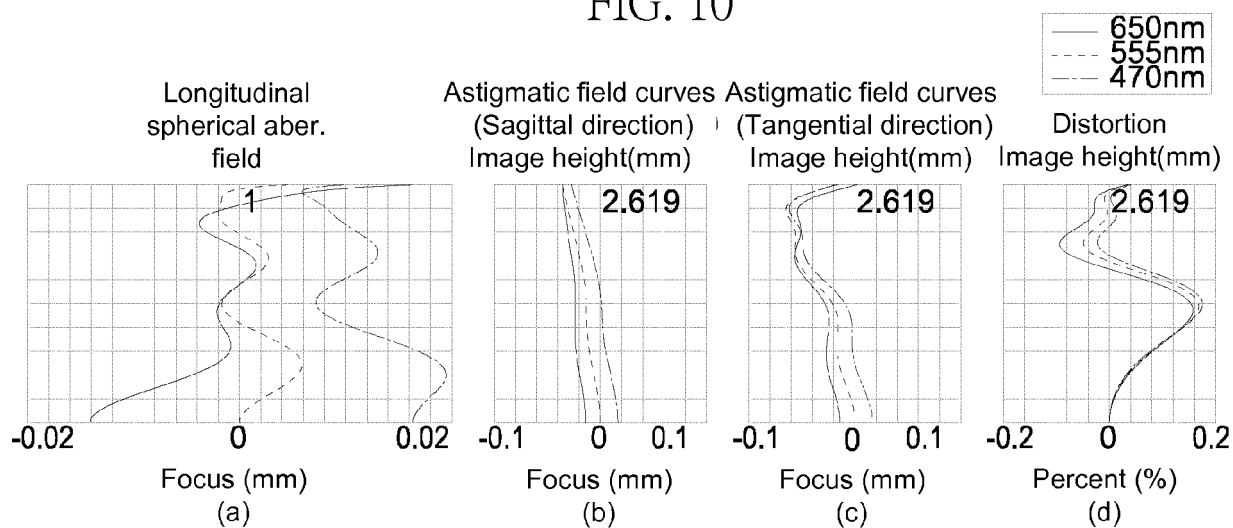 FIG. 10
650nm
555nm
470nm
Longitudinal
spherical aber.
field
Astigmatic field curves
(Sagittal direction)
Image height(mm)
Astigmatic field curves
(Tangential direction)
Image height(mm)
Distortion
Image height(mm)
1
2.619
2.619
2.619
-0.02 0 0.02
-0.1 0 0.1
-0.1 0 0.1
-0.2 0 0.2
Focus (mm)
Focus (mm)
Focus (mm)
Percent (%)
(a)
(b)
(c)
(d)